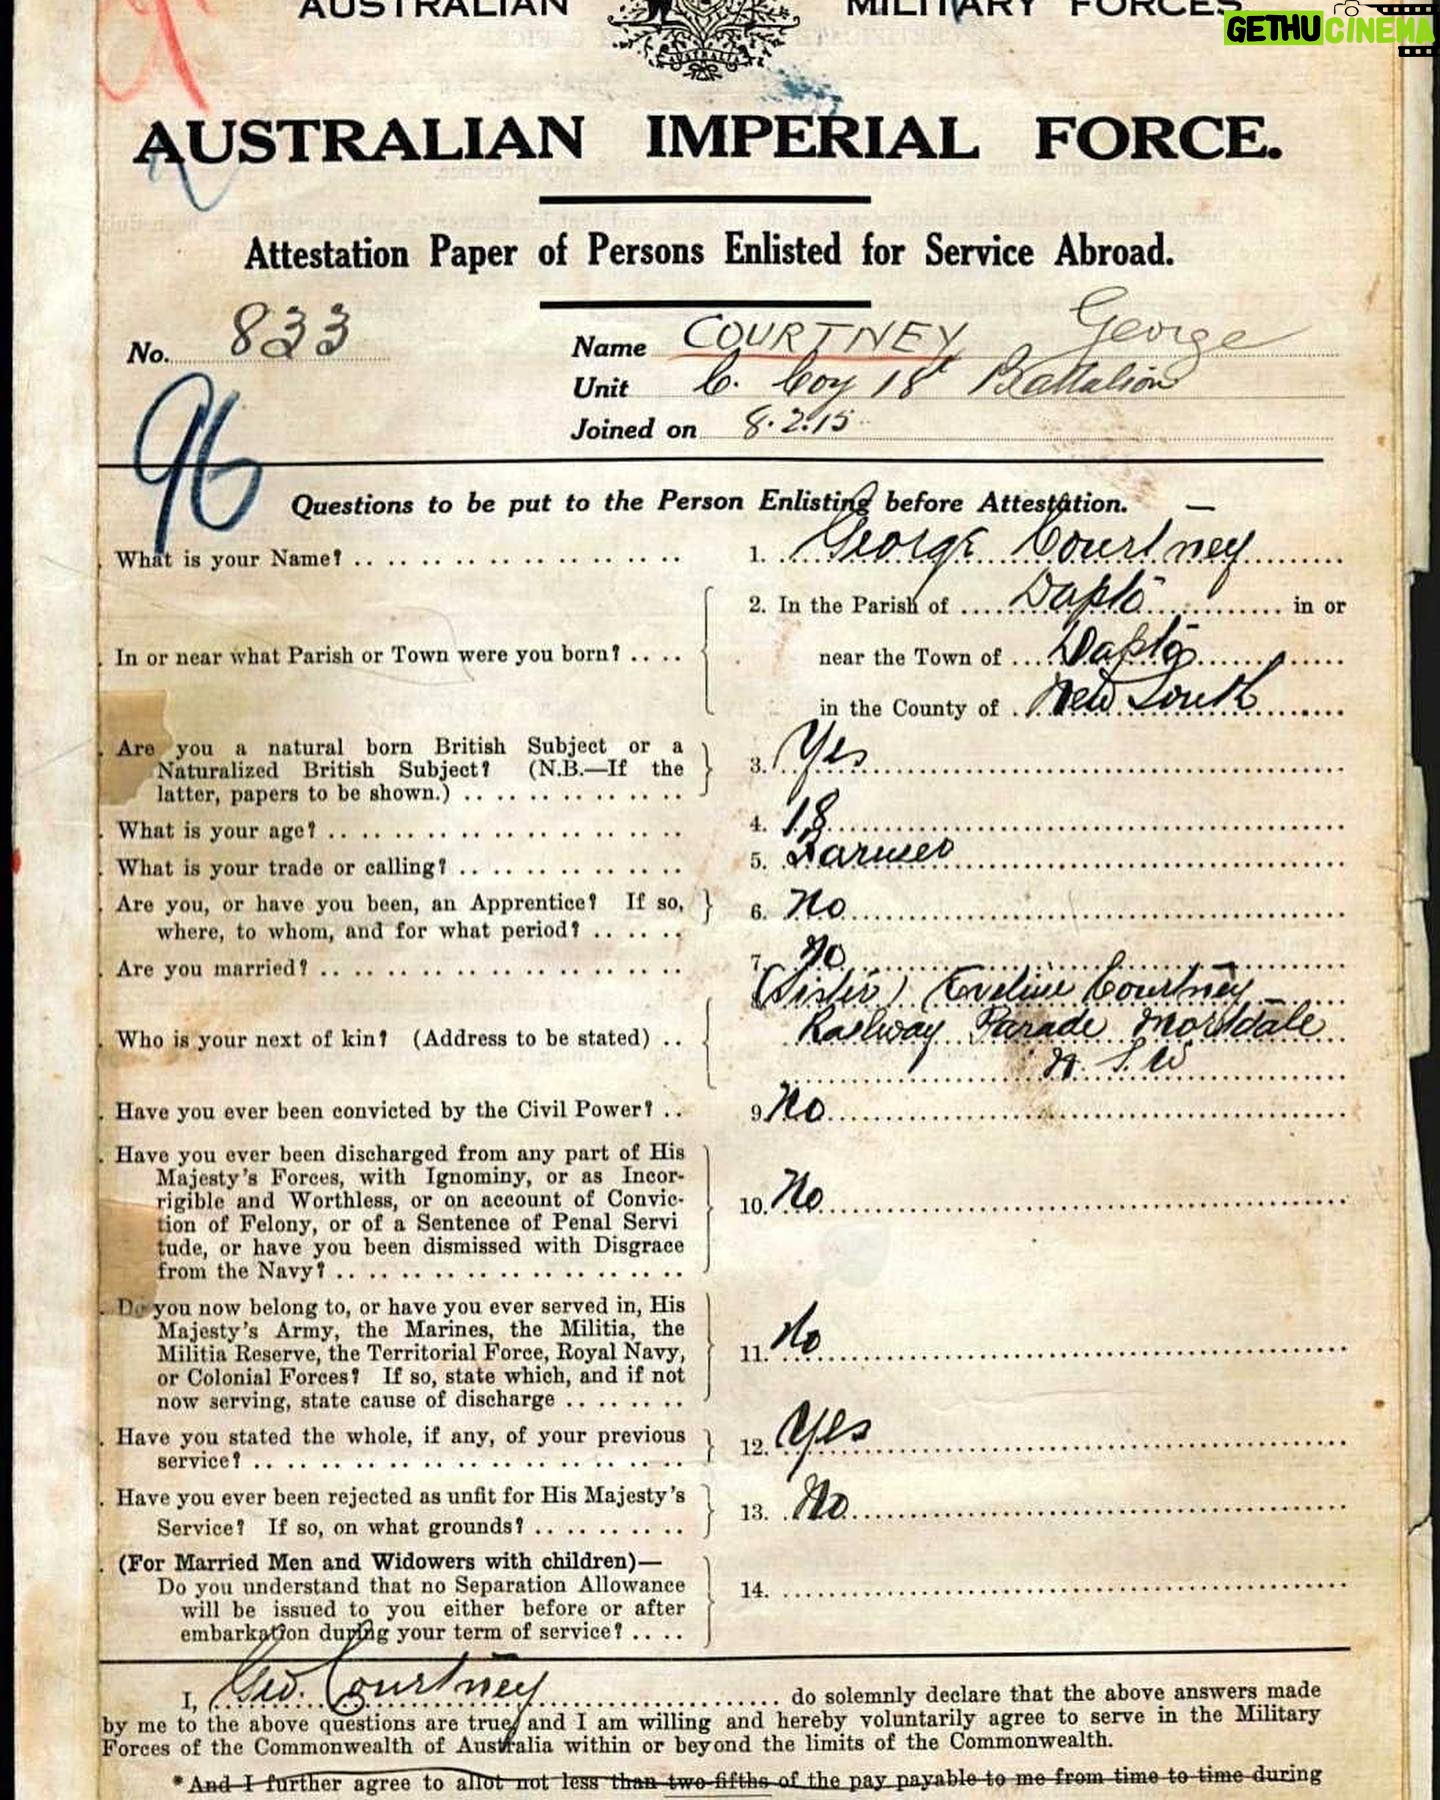 GETHU CINEMA
AUSTRALIAN MILITARY FORCES.
AUSTRALIA
AUSTRALIAN IMPERIAL FORCE.
Attestation Paper of Persons Enlisted for Service Abroad.
No. 833
Name COURTNEY George
Unit C. Coy 18th Battalion
Joined on 8.2.15
96
Questions to be put to the Person Enlisting before Attestation.
What is your Name? 1. George Courtney
2. In the Parish of Dapto in or
In or near what Parish or Town were you born? near the Town of Dapto
in the County of New South
Are you a natural born British Subject or a
Naturalized British Subject? (N.B.—If the 3. Yes
latter, papers to be shown.)
What is your age? 4. 18
What is your trade or calling? 5.
Are you, or have you been, an Apprentice? If so, 6. No
where, to whom, and for what period?
Are you married? 7. No
(Sister) Eveline Courtney
Who is your next of kin? (Address to be stated) Railway Parade Mortdale
N.S.W
Have you ever been convicted by the Civil Power? 9 No
Have you ever been discharged from any part of His
Majesty's Forces, with Ignominy, or as Incor-
rigible and Worthless, or on account of Convic- 10. No
tion of Felony, or of a Sentence of Penal Servi
tude, or have you been dismissed with Disgrace
from the Navy?
Do you now belong to, or have you ever served in, His
Majesty's Army, the Marines, the Militia, the
Militia Reserve, the Territorial Force, Royal Navy, 11. No
or Colonial Forces? If so, state which, and if not
now serving, state cause of discharge
Have you stated the whole, if any, of your previous 12. Yes
service?
Have you ever been rejected as unfit for His Majesty's 13. No
Service? If so, on what grounds?
(For Married Men and Widowers with children)—
Do you understand that no Separation Allowance 14.
will be issued to you either before or after
embarkation during your term of service?
I, Geo. Courtney do solemnly declare that the above answers made
by me to the above questions are true, and I am willing and hereby voluntarily agree to serve in the Military
Forces of the Commonwealth of Australia within or beyond the limits of the Commonwealth.
*And I further agree to allot not less than two-fifths of the pay payable to me from time to time during